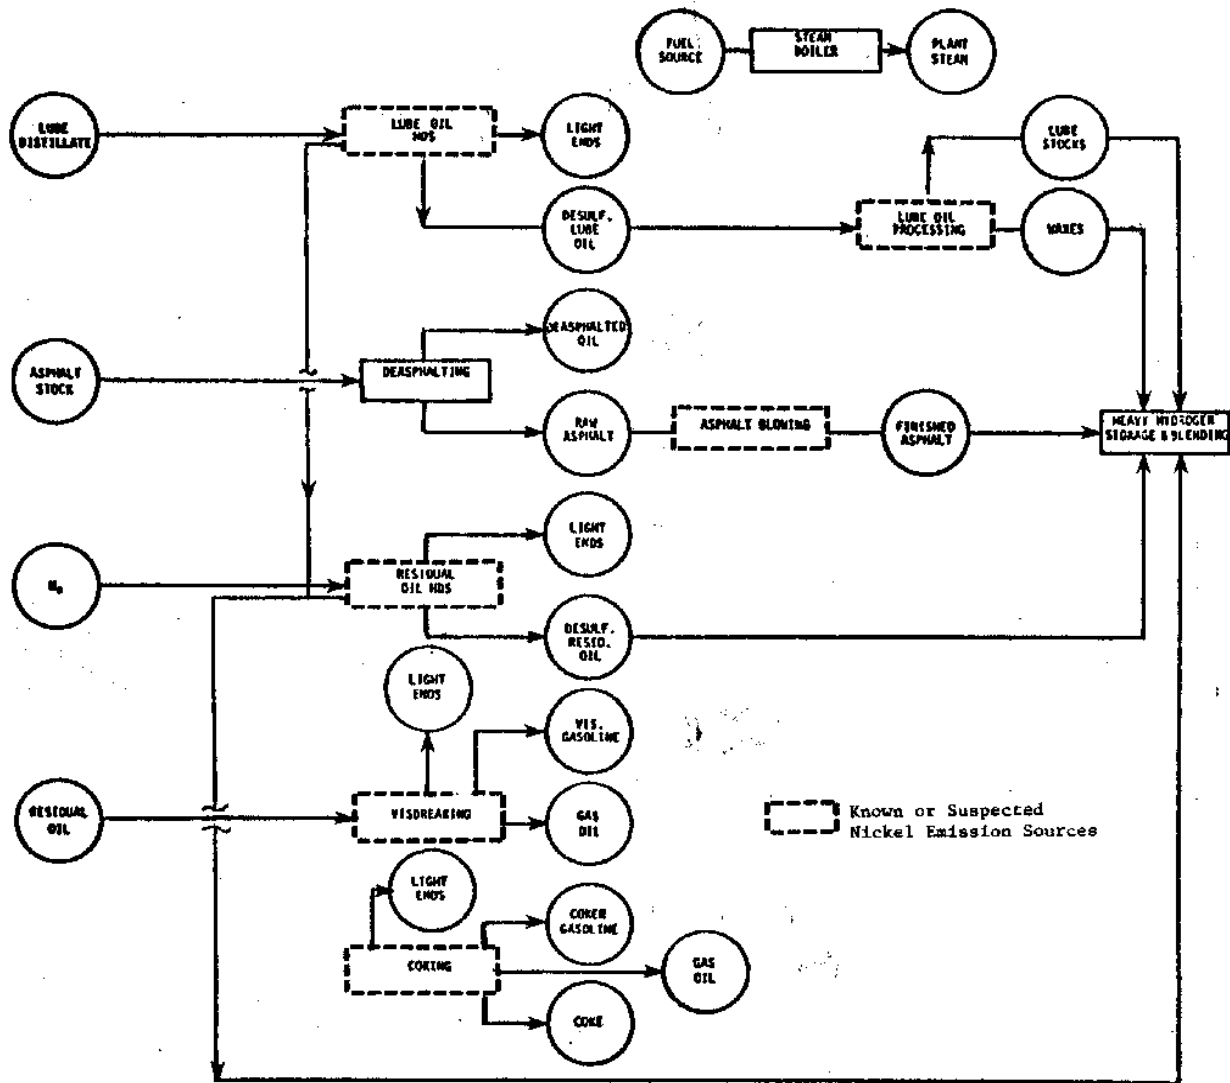 FUEL
SOURCE
STEAM
BOILER
PLANT
STEAM
LUBE
DISTILLATE
LUBE OIL
HDS
LIGHT
ENDS
LUBE
STOCKS
DESULF.
LUBE
OIL
LUBE OIL
PROCESSING
WAXES
DEASPHALTED
OIL
ASPHALT
STOCK
DEASPHALTING
RAW
ASPHALT
ASPHALT BLOWING
FINISHED
ASPHALT
HEAVY HYDROGEN
STORAGE & BLENDING
LIGHT
ENDS
RESIDUAL
OIL HDS
DESULF.
RESID.
OIL
LIGHT
ENDS
VIS.
GASOLINE
RESIDUAL
OIL
VISBREAKING
GAS
OIL
Known or Suspected
Nickel Emission Sources
LIGHT
ENDS
COKER
GASOLINE
COKING
GAS
OIL
COKE